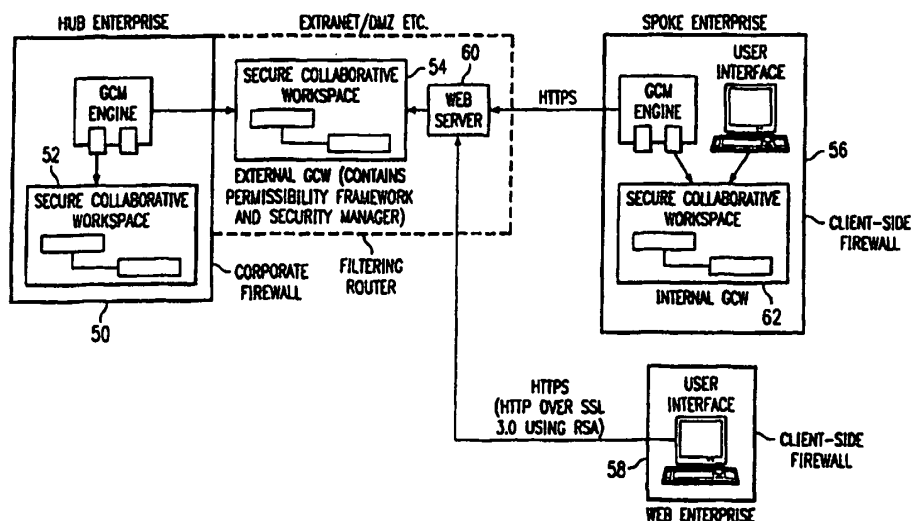 HUB ENTERPRISE
EXTRANET/DMZ ETC.
SPOKE ENTERPRISE
GCM
ENGINE
52
SECURE COLLABORATIVE
WORKSPACE
CORPORATE
FIREWALL
50
SECURE COLLABORATIVE
WORKSPACE
54
EXTERNAL GCW (CONTAINS
PERMISSIBILITY FRAMEWORK
AND SECURITY MANAGER)
FILTERING
ROUTER
60
WEB
SERVER
HTTPS
GCM
ENGINE
USER
INTERFACE
56
SECURE COLLABORATIVE
WORKSPACE
INTERNAL GCW
62
CLIENT-SIDE
FIREWALL
HTTPS
(HTTP OVER SSL
3.0 USING RSA)
USER
INTERFACE
58
CLIENT-SIDE
FIREWALL
WEB ENTERPRISE